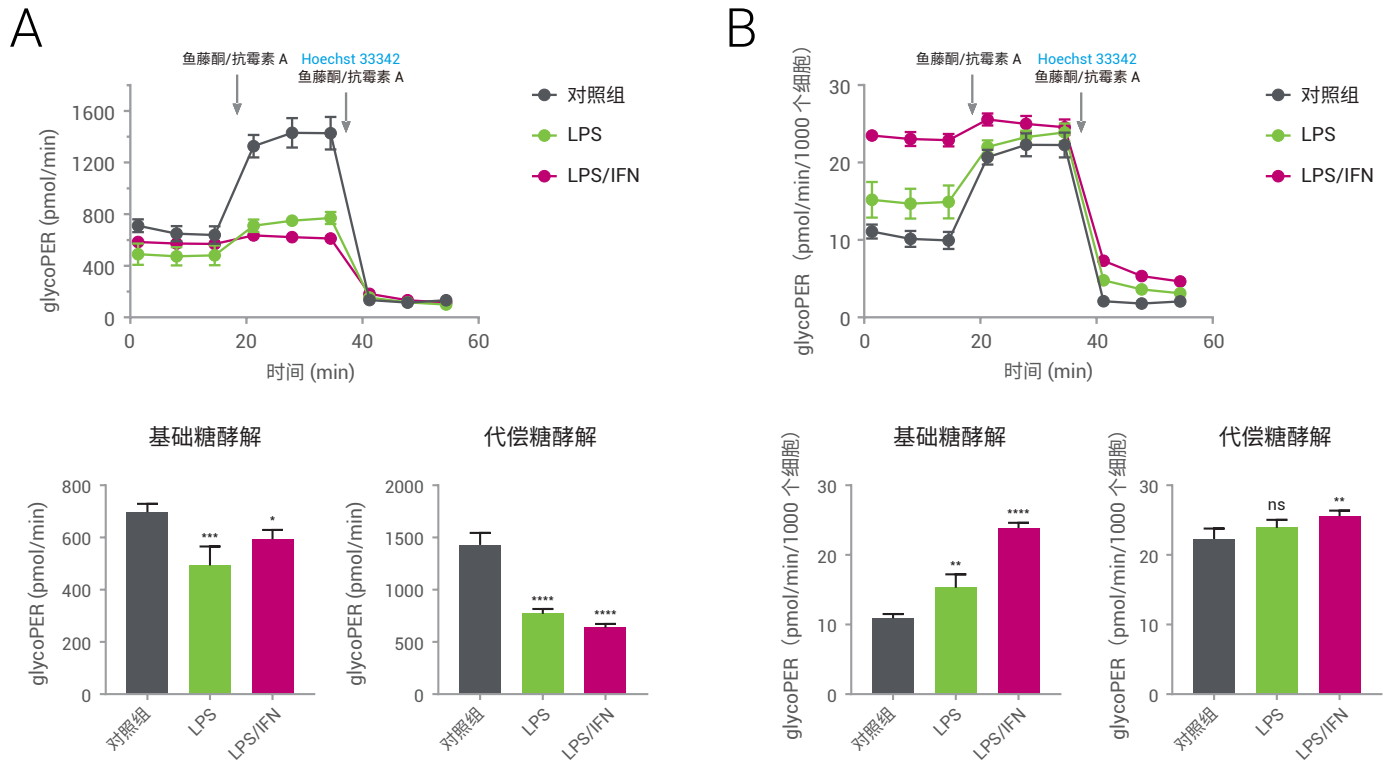 A
鱼藤酮/抗霉素 A
Hoechst 33342
鱼藤酮/抗霉素 A
glycoPER (pmol/min)
1600
1200
800
400
0
0
20
40
60
时间 (min)
对照组
LPS
LPS/IFN
B
鱼藤酮/抗霉素 A
Hoechst 33342
鱼藤酮/抗霉素 A
glycoPER（pmol/min/1000 个细胞）
30
20
10
0
0
20
40
60
时间 (min)
对照组
LPS
LPS/IFN
基础糖酵解
glycoPER (pmol/min)
800
600
400
200
0
***
*
对照组
LPS
LPS/IFN
代偿糖酵解
glycoPER (pmol/min)
2000
1500
1000
500
0
****
****
对照组
LPS
LPS/IFN
基础糖酵解
glycoPER（pmol/min/1000 个细胞）
30
20
10
0
**
****
对照组
LPS
LPS/IFN
代偿糖酵解
glycoPER（pmol/min/1000 个细胞）
30
20
10
0
ns
**
对照组
LPS
LPS/IFN